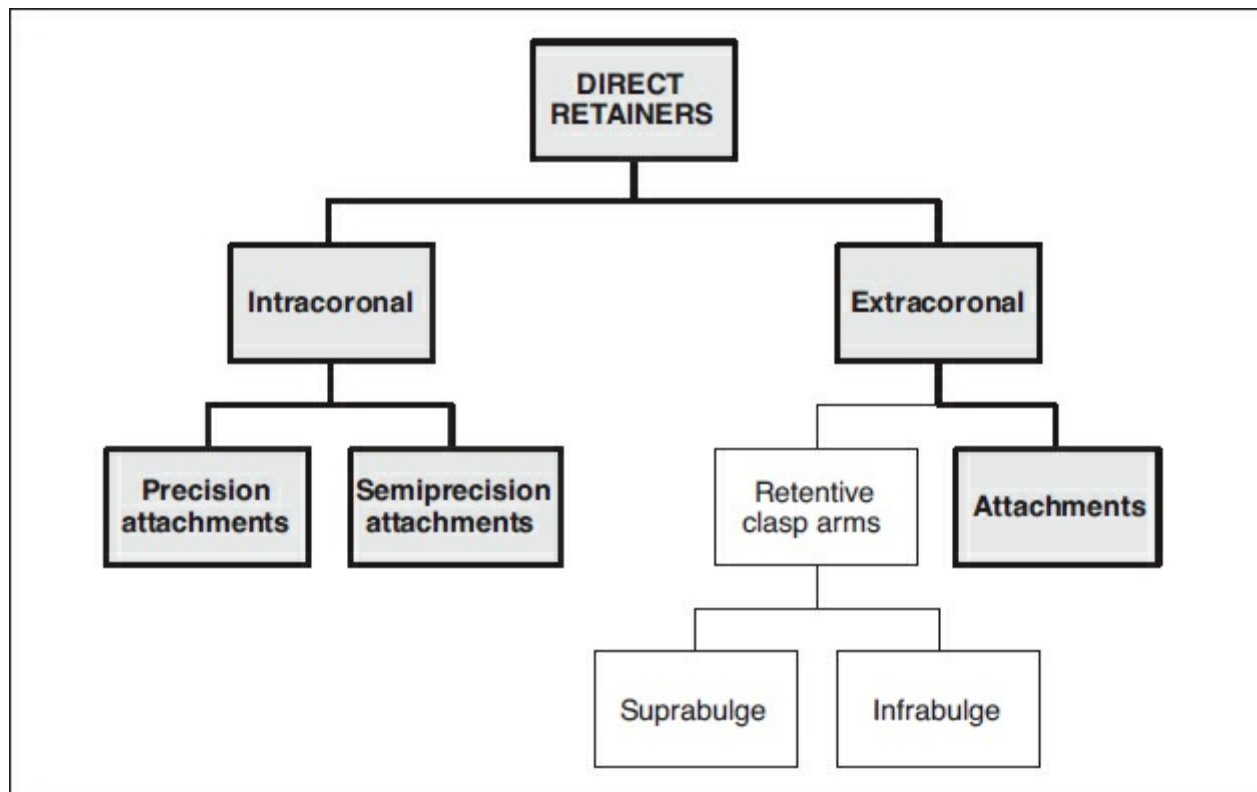 DIRECT
RETAINERS
Intracoronal
Extracoronal
Precision
attachments
Semiprecision
attachments
Retentive
clasp arms
Attachments
Suprabulge
Infrabulge